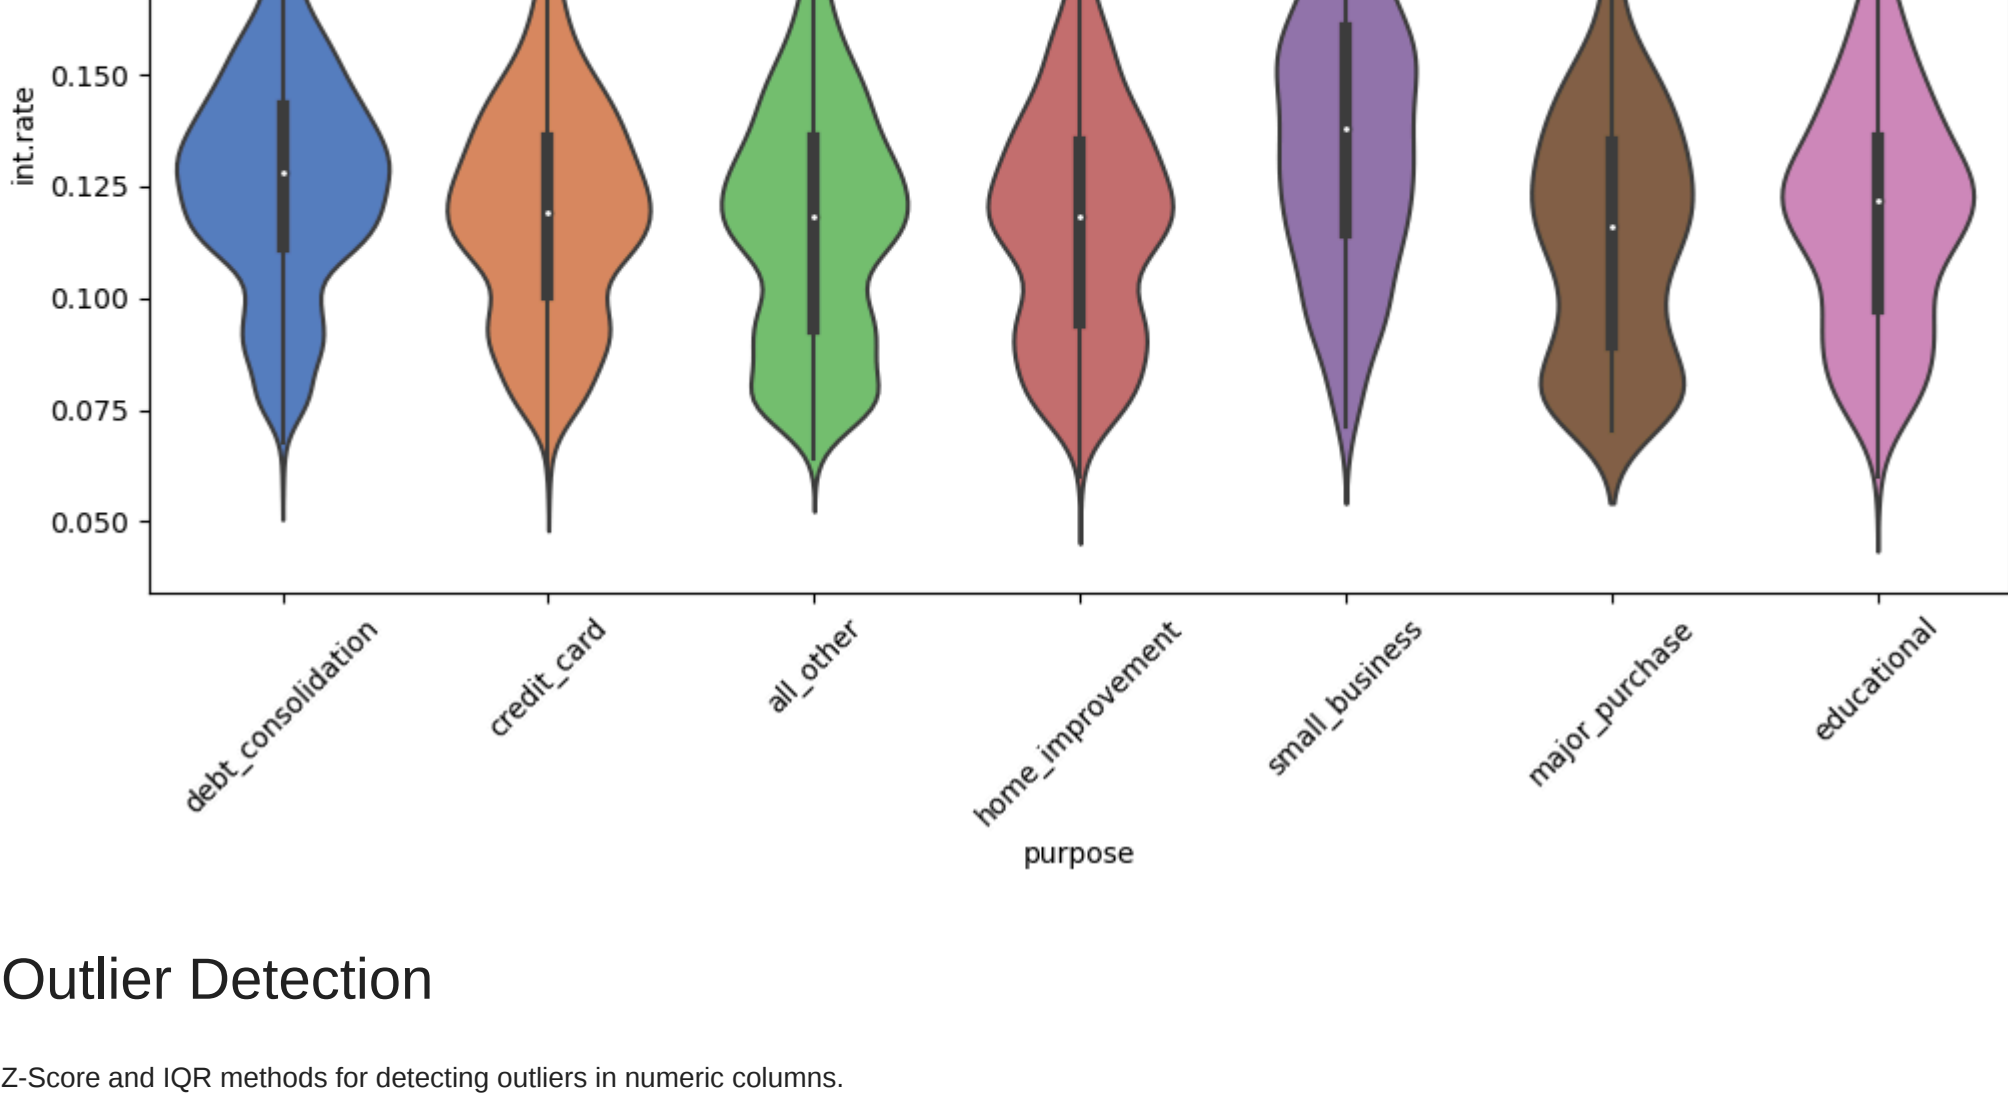 0.150
0.125
0.100
0.075
0.050
int.rate
debt_consolidation
credit_card
all_other
home_improvement
small_business
major_purchase
educational
purpose
Outlier Detection
Z-Score and IQR methods for detecting outliers in numeric columns.